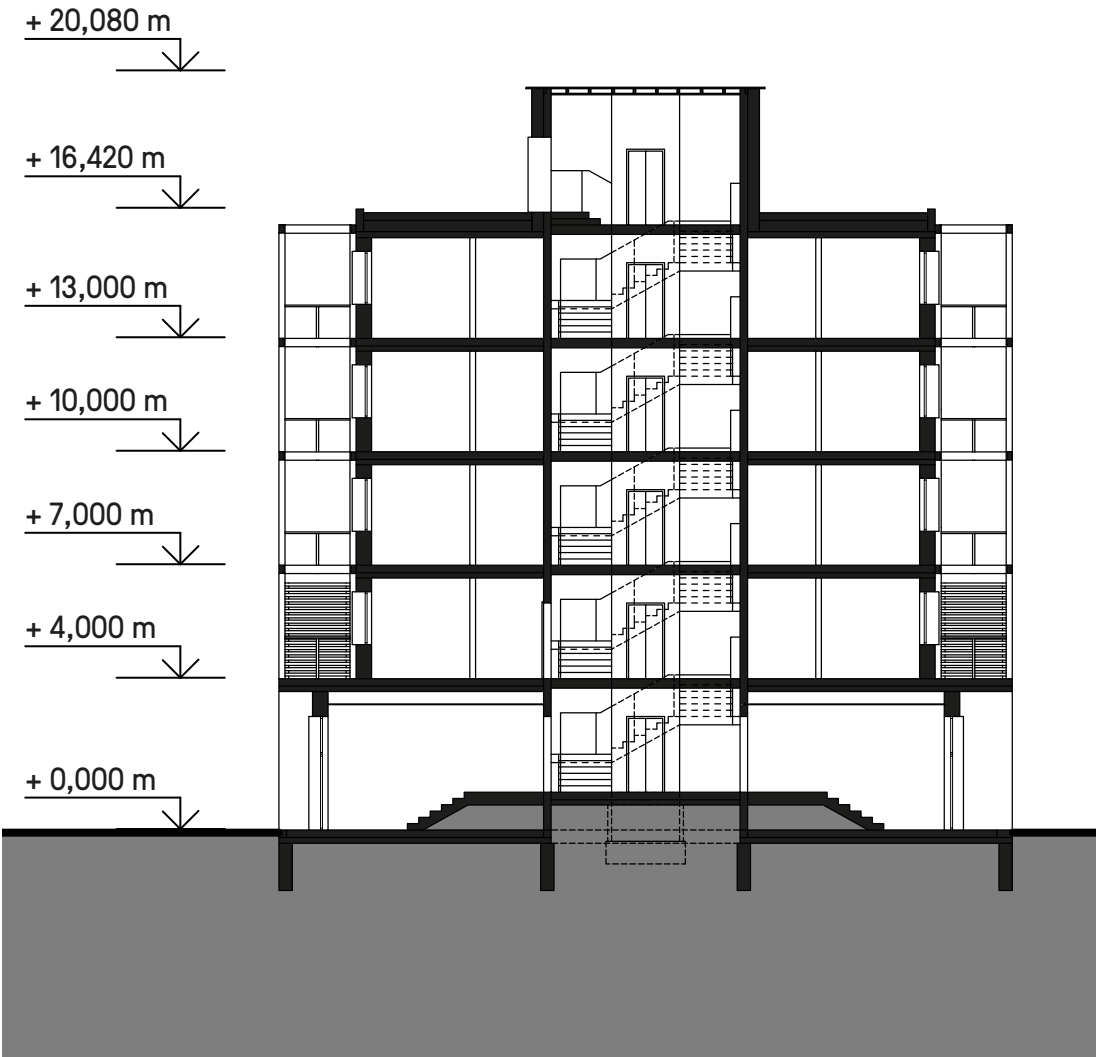 + 20,080 m
+ 16,420 m
+ 13,000 m
+ 10,000 m
+ 7,000 m
+ 4,000 m
+ 0,000 m